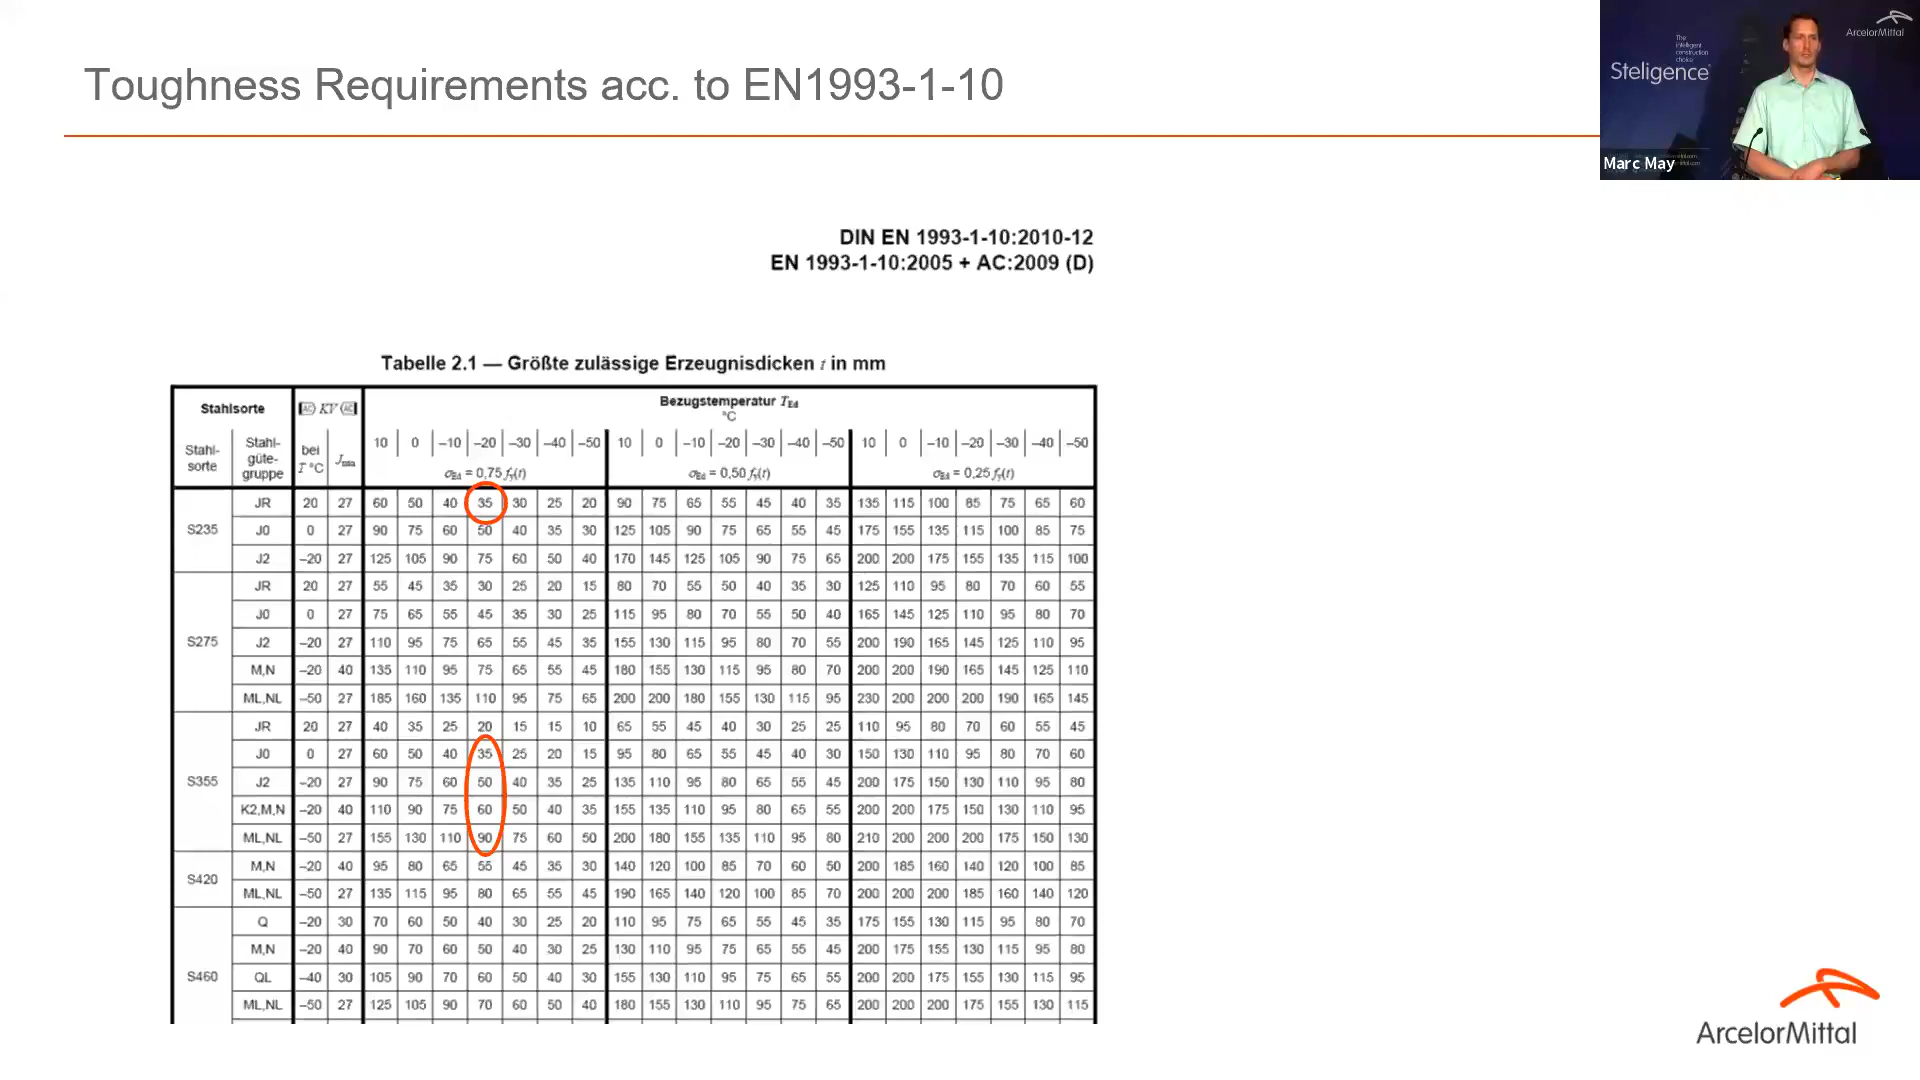 Toughness Requirements acc. to EN1993-1-10
ArcelorMittal
The
intelligent
construction
choice
Steligence
Marc May
DIN EN 1993-1-10:2010-12
EN 1993-1-10:2005 + AC:2009 (D)
Tabelle 2.1 — Größte zulässige Erzeugnisdicken t in mm
Stahlsorte KV Bezugstemperatur TEd
°C
Stahl-sorte Stahl-güte-gruppe bei T °C Jmin 10 0 –10 –20 –30 –40 –50 10 0 –10 –20 –30 –40 –50 10 0 –10 –20 –30 –40 –50
σEd = 0,75 fy(t) σEd = 0,50 fy(t) σEd = 0,25 fy(t)
S235 JR 20 27 60 50 40 35 30 25 20 90 75 65 55 45 40 35 135 115 100 85 75 65 60
J0 0 27 90 75 60 50 40 35 30 125 105 90 75 65 55 45 175 155 135 115 100 85 75
J2 –20 27 125 105 90 75 60 50 40 170 145 125 105 90 75 65 200 200 175 155 135 115 100
S275 JR 20 27 55 45 35 30 25 20 15 80 70 55 50 40 35 30 125 110 95 80 70 60 55
J0 0 27 75 65 55 45 35 30 25 115 95 80 70 55 50 40 165 145 125 110 95 80 70
J2 –20 27 110 95 75 65 55 45 35 155 130 115 95 80 70 55 200 190 165 145 125 110 95
M,N –20 40 135 110 95 75 65 55 45 180 155 130 115 95 80 70 200 200 190 165 145 125 110
ML,NL –50 27 185 160 135 110 95 75 65 200 200 180 155 130 115 95 230 200 200 200 190 165 145
S355 JR 20 27 40 35 25 20 15 15 10 65 55 45 40 30 25 25 110 95 80 70 60 55 45
J0 0 27 60 50 40 35 25 20 15 95 80 65 55 45 40 30 150 130 110 95 80 70 60
J2 –20 27 90 75 60 50 40 35 25 135 110 95 80 65 55 45 200 175 150 130 110 95 80
K2,M,N –20 40 110 90 75 60 50 40 35 155 135 110 95 80 65 55 200 200 175 150 130 110 95
ML,NL –50 27 155 130 110 90 75 60 50 200 180 155 135 110 95 80 210 200 200 200 175 150 130
S420 M,N –20 40 95 80 65 55 45 35 30 140 120 100 85 70 60 50 200 185 160 140 120 100 85
ML,NL –50 27 135 115 95 80 65 55 45 190 165 140 120 100 85 70 200 200 200 185 160 140 120
S460 Q –20 30 70 60 50 40 30 25 20 110 95 75 65 55 45 35 175 155 130 115 95 80 70
M,N –20 40 90 70 60 50 40 30 25 130 110 95 75 65 55 45 200 175 155 130 115 95 80
QL –40 30 105 90 70 60 50 40 30 155 130 110 95 75 65 55 200 200 175 155 130 115 95
ML,NL –50 27 125 105 90 70 60 50 40 180 155 130 110 95 75 65 200 200 200 175 155 130 115
ArcelorMittal